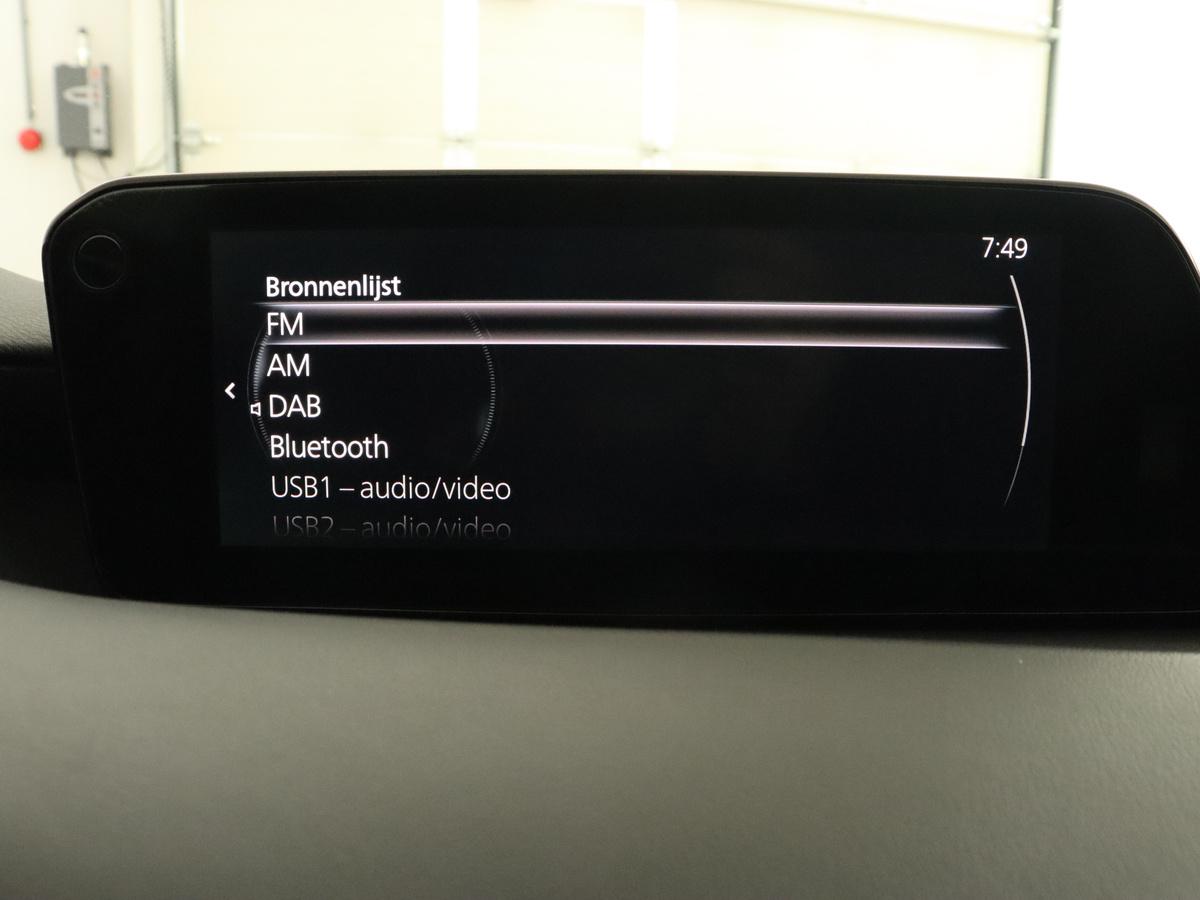 7:49
Bronnenlijst
FM
AM
DAB
Bluetooth
USB1 – audio/video
USB2 – audio/video